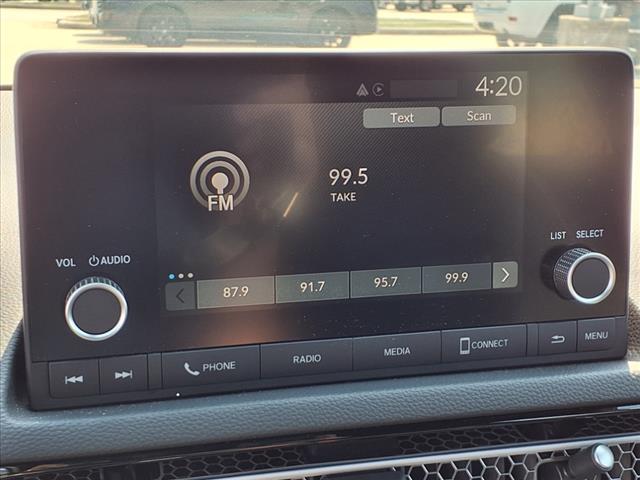 4:20
Text Scan
99.5
TAKE
FM
LIST SELECT
VOL AUDIO
87.9 91.7 95.7 99.9
PHONE RADIO MEDIA CONNECT MENU